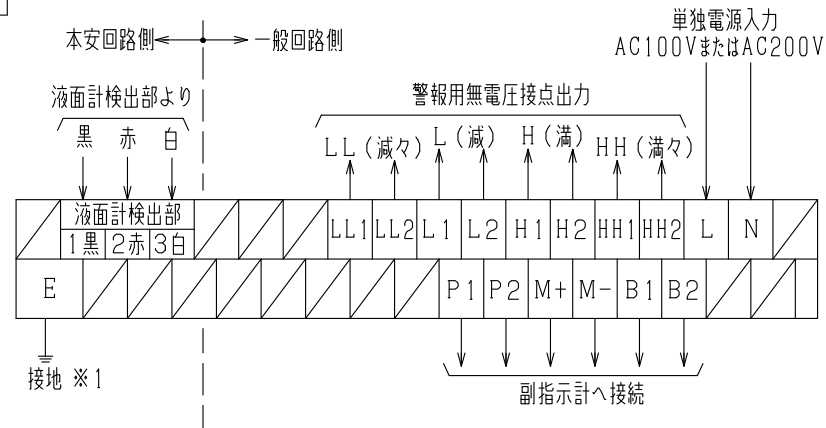 単独電源入力
AC100VまたはAC200V
本安回路側 一般回路側
液面計検出部より
警報用無電圧接点出力
黒 赤 白
LL(減々) L(減) H(満) HH(満々)
液面計検出部
1黒 2赤 3白
LL1 LL2 L1 L2 H1 H2 HH1 HH2 L N
E P1 P2 M+ M- B1 B2
接地 ※1
副指示計へ接続